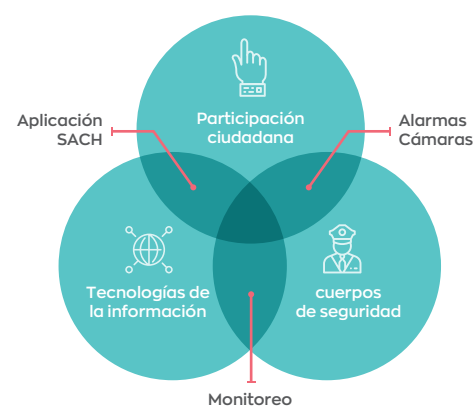 Participación
ciudadana
Aplicación
SACH
Alarmas
Cámaras
Tecnologías de
la información
cuerpos
de seguridad
Monitoreo